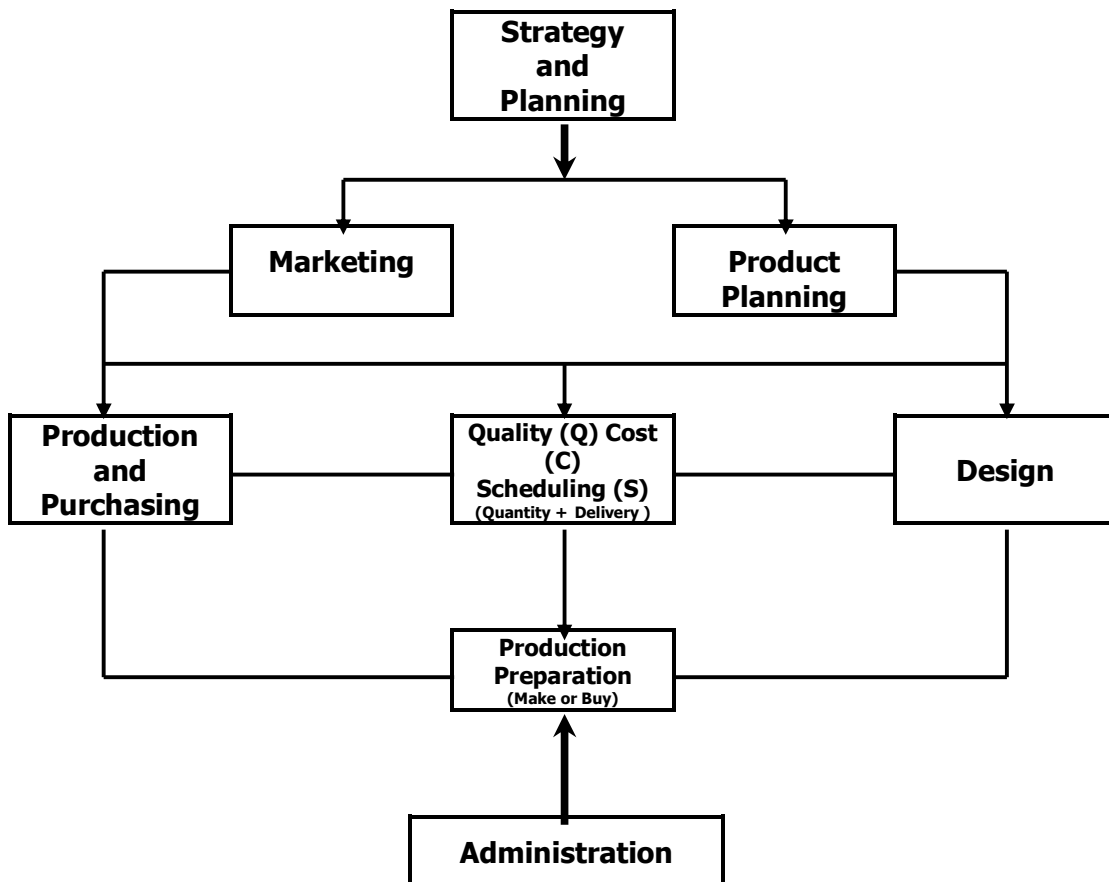 Strategy
and
Planning
Marketing
Product
Planning
Production
and
Purchasing
Quality (Q) Cost
(C)
Scheduling (S)
(Quantity + Delivery )
Design
Production
Preparation
(Make or Buy)
Administration